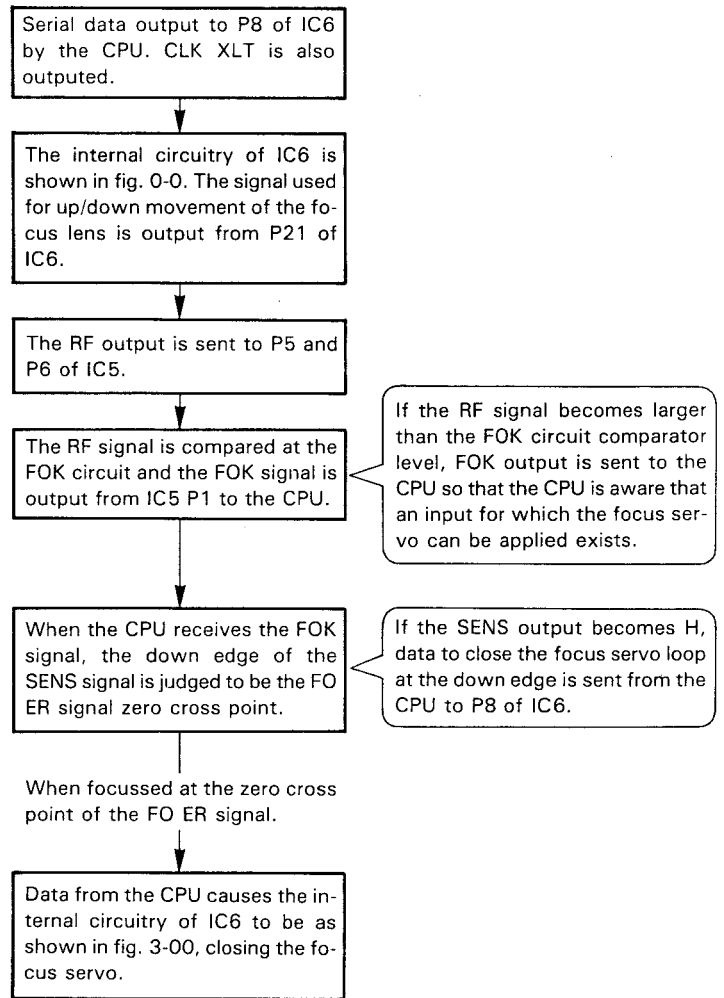 Serial data output to P8 of IC6
by the CPU. CLK XLT is also
outputed.
The internal circuitry of IC6 is
shown in fig. 0-0. The signal used
for up/down movement of the fo-
cus lens is output from P21 of
IC6.
The RF output is sent to P5 and
P6 of IC5.
The RF signal is compared at the
FOK circuit and the FOK signal is
output from IC5 P1 to the CPU.
If the RF signal becomes larger
than the FOK circuit comparator
level, FOK output is sent to the
CPU so that the CPU is aware that
an input for which the focus ser-
vo can be applied exists.
When the CPU receives the FOK
signal, the down edge of the
SENS signal is judged to be the FO
ER signal zero cross point.
If the SENS output becomes H,
data to close the focus servo loop
at the down edge is sent from the
CPU to P8 of IC6.
When focussed at the zero cross
point of the FO ER signal.
Data from the CPU causes the in-
ternal circuitry of IC6 to be as
shown in fig. 3-00, closing the fo-
cus servo.